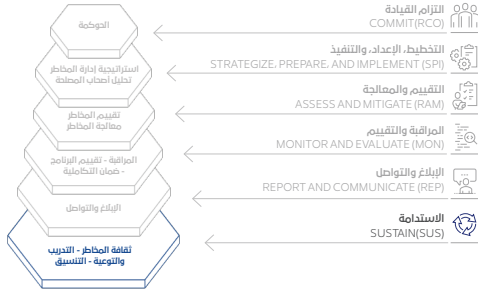 التزام القيادة
COMMIT(RCO)
الحوكمة
التخطيط، الإعداد، والتنفيذ
STRATEGIZE, PREPARE, AND IMPLEMENT (SPI)
استراتيجية إدارة المخاطر
تحليل أصحاب المصلحة
التقييم والمعالجة
ASSESS AND MITIGATE (RAM)
تقييم المخاطر
معالجة المخاطر
المراقبة والتقييم
MONITOR AND EVALUATE (MON)
المراقبة - تقييم البرنامج
- ضمان التكاملية
الإبلاغ والتواصل
REPORT AND COMMUNICATE (REP)
الإبلاغ والتواصل
الاستدامة
SUSTAIN(SUS)
ثقافة المخاطر - التدريب
والتوعية - التنسيق